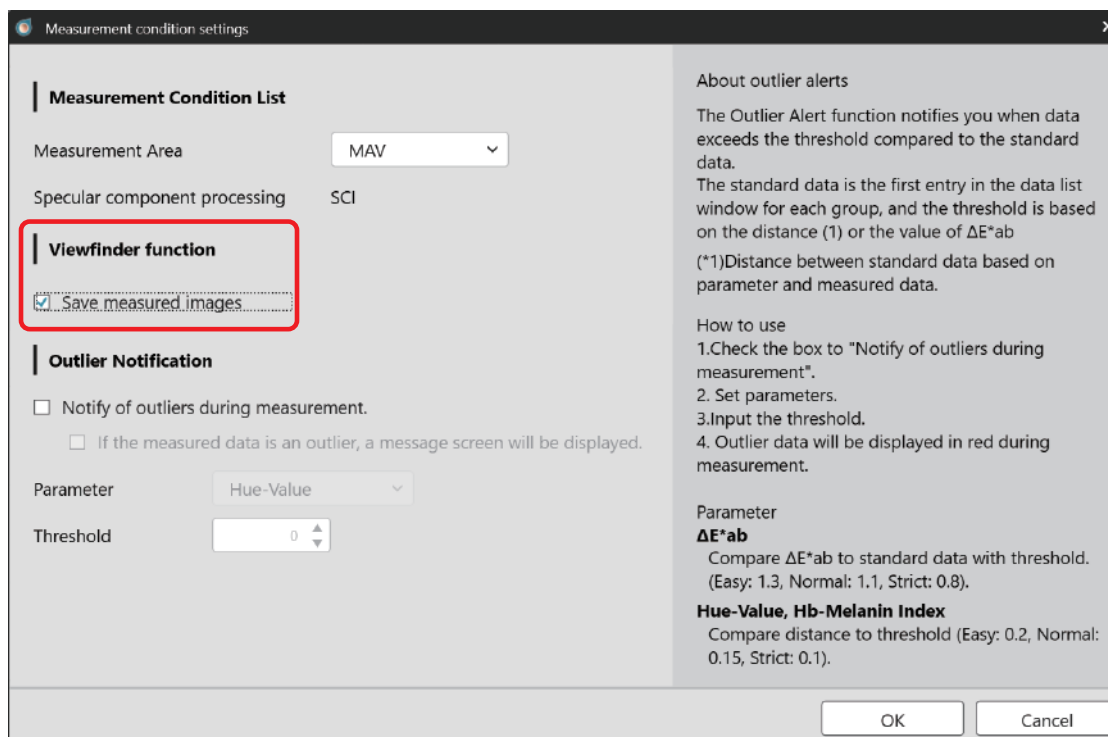 Measurement condition settings
Measurement Condition List
Measurement Area
MAV
Specular component processing
SCI
Viewfinder function
Save measured images
Outlier Notification
Notify of outliers during measurement.
If the measured data is an outlier, a message screen will be displayed.
Parameter
Hue-Value
Threshold
0
About outlier alerts
The Outlier Alert function notifies you when data
exceeds the threshold compared to the standard
data.
The standard data is the first entry in the data list
window for each group, and the threshold is based
on the distance (1) or the value of ΔE*ab
(*1)Distance between standard data based on
parameter and measured data.
How to use
1.Check the box to "Notify of outliers during
measurement".
2. Set parameters.
3.Input the threshold.
4. Outlier data will be displayed in red during
measurement.
Parameter
ΔE*ab
Compare ΔE*ab to standard data with threshold.
(Easy: 1.3, Normal: 1.1, Strict: 0.8).
Hue-Value, Hb-Melanin Index
Compare distance to threshold (Easy: 0.2, Normal:
0.15, Strict: 0.1).
OK
Cancel